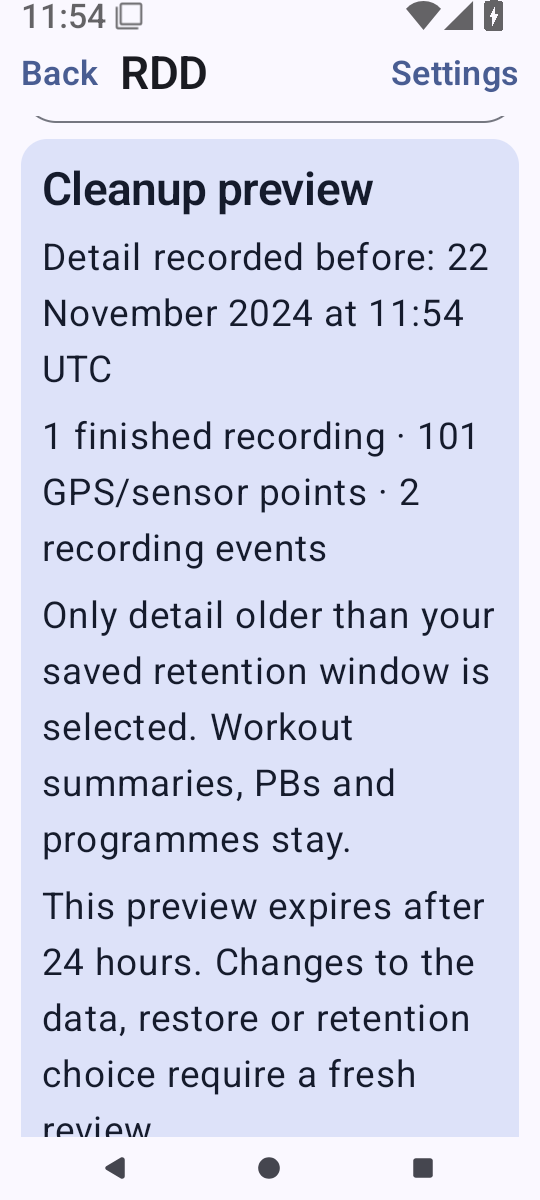 11:54
Back RDD Settings
Cleanup preview
Detail recorded before: 22
November 2024 at 11:54
UTC
1 finished recording · 101
GPS/sensor points · 2
recording events
Only detail older than your
saved retention window is
selected. Workout
summaries, PBs and
programmes stay.
This preview expires after
24 hours. Changes to the
data, restore or retention
choice require a fresh
review